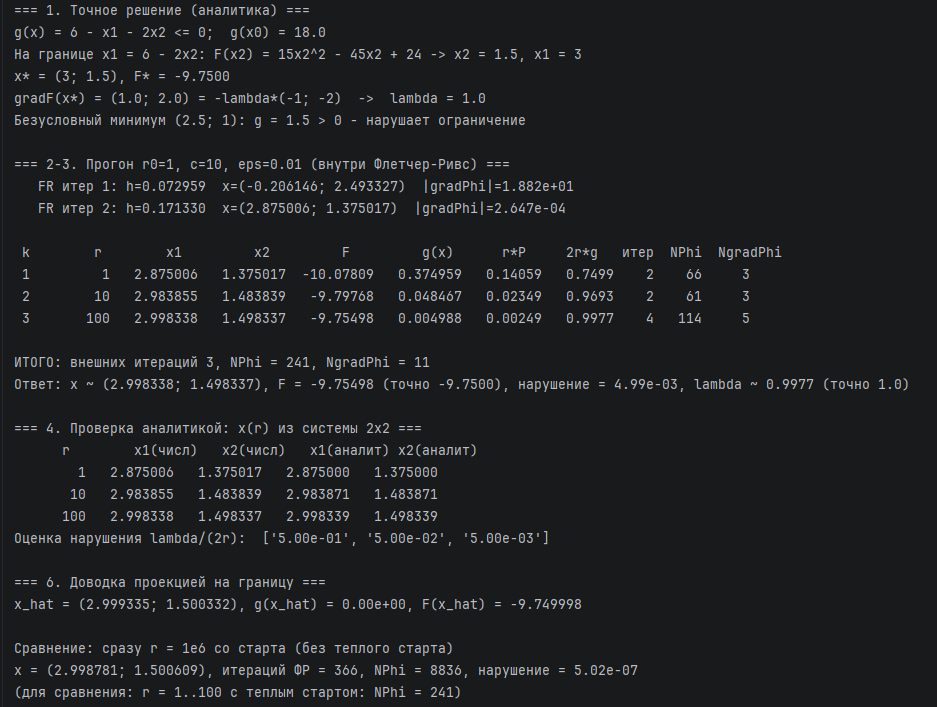 === 1. Точное решение (аналитика) ===
g(x) = 6 - x1 - 2x2 <= 0;  g(x0) = 18.0
На границе x1 = 6 - 2x2: F(x2) = 15x2^2 - 45x2 + 24 -> x2 = 1.5, x1 = 3
x* = (3; 1.5), F* = -9.7500
gradF(x*) = (1.0; 2.0) = -lambda*(-1; -2)  ->  lambda = 1.0
Безусловный минимум (2.5; 1): g = 1.5 > 0 - нарушает ограничение
=== 2-3. Прогон r0=1, c=10, eps=0.01 (внутри Флетчер-Ривс) ===
FR итер 1: h=0.072959  x=(-0.206146; 2.493327)  |gradPhi|=1.882e+01
FR итер 2: h=0.171330  x=(2.875006; 1.375017)  |gradPhi|=2.647e-04
k        r        x1        x2        F        g(x)      r*P     2r*g   итер  NPhi  NgradPhi
1        1   2.875006   1.375017  -10.07809   0.374959   0.14059   0.7499    2    66     3
2       10   2.983855   1.483839   -9.79768   0.048467   0.02349   0.9693    2    61     3
3      100   2.998338   1.498337   -9.75498   0.004988   0.00249   0.9977    4   114     5
ИТОГО: внешних итераций 3, NPhi = 241, NgradPhi = 11
Ответ: x ~ (2.998338; 1.498337), F = -9.75498 (точно -9.7500), нарушение = 4.99e-03, lambda ~ 0.9977 (точно 1.0)
=== 4. Проверка аналитикой: x(r) из системы 2x2 ===
r        x1(числ)   x2(числ)   x1(аналит) x2(аналит)
1   2.875006   1.375017   2.875000   1.375000
10   2.983855   1.483839   2.983871   1.483871
100   2.998338   1.498337   2.998339   1.498339
Оценка нарушения lambda/(2r):  ['5.00e-01', '5.00e-02', '5.00e-03']
=== 6. Доводка проекцией на границу ===
x_hat = (2.999335; 1.500332), g(x_hat) = 0.00e+00, F(x_hat) = -9.749998
Сравнение: сразу r = 1e6 со старта (без теплого старта)
x = (2.998781; 1.500609), итераций ФР = 366, NPhi = 8836, нарушение = 5.02e-07
(для сравнения: r = 1..100 с теплым стартом: NPhi = 241)